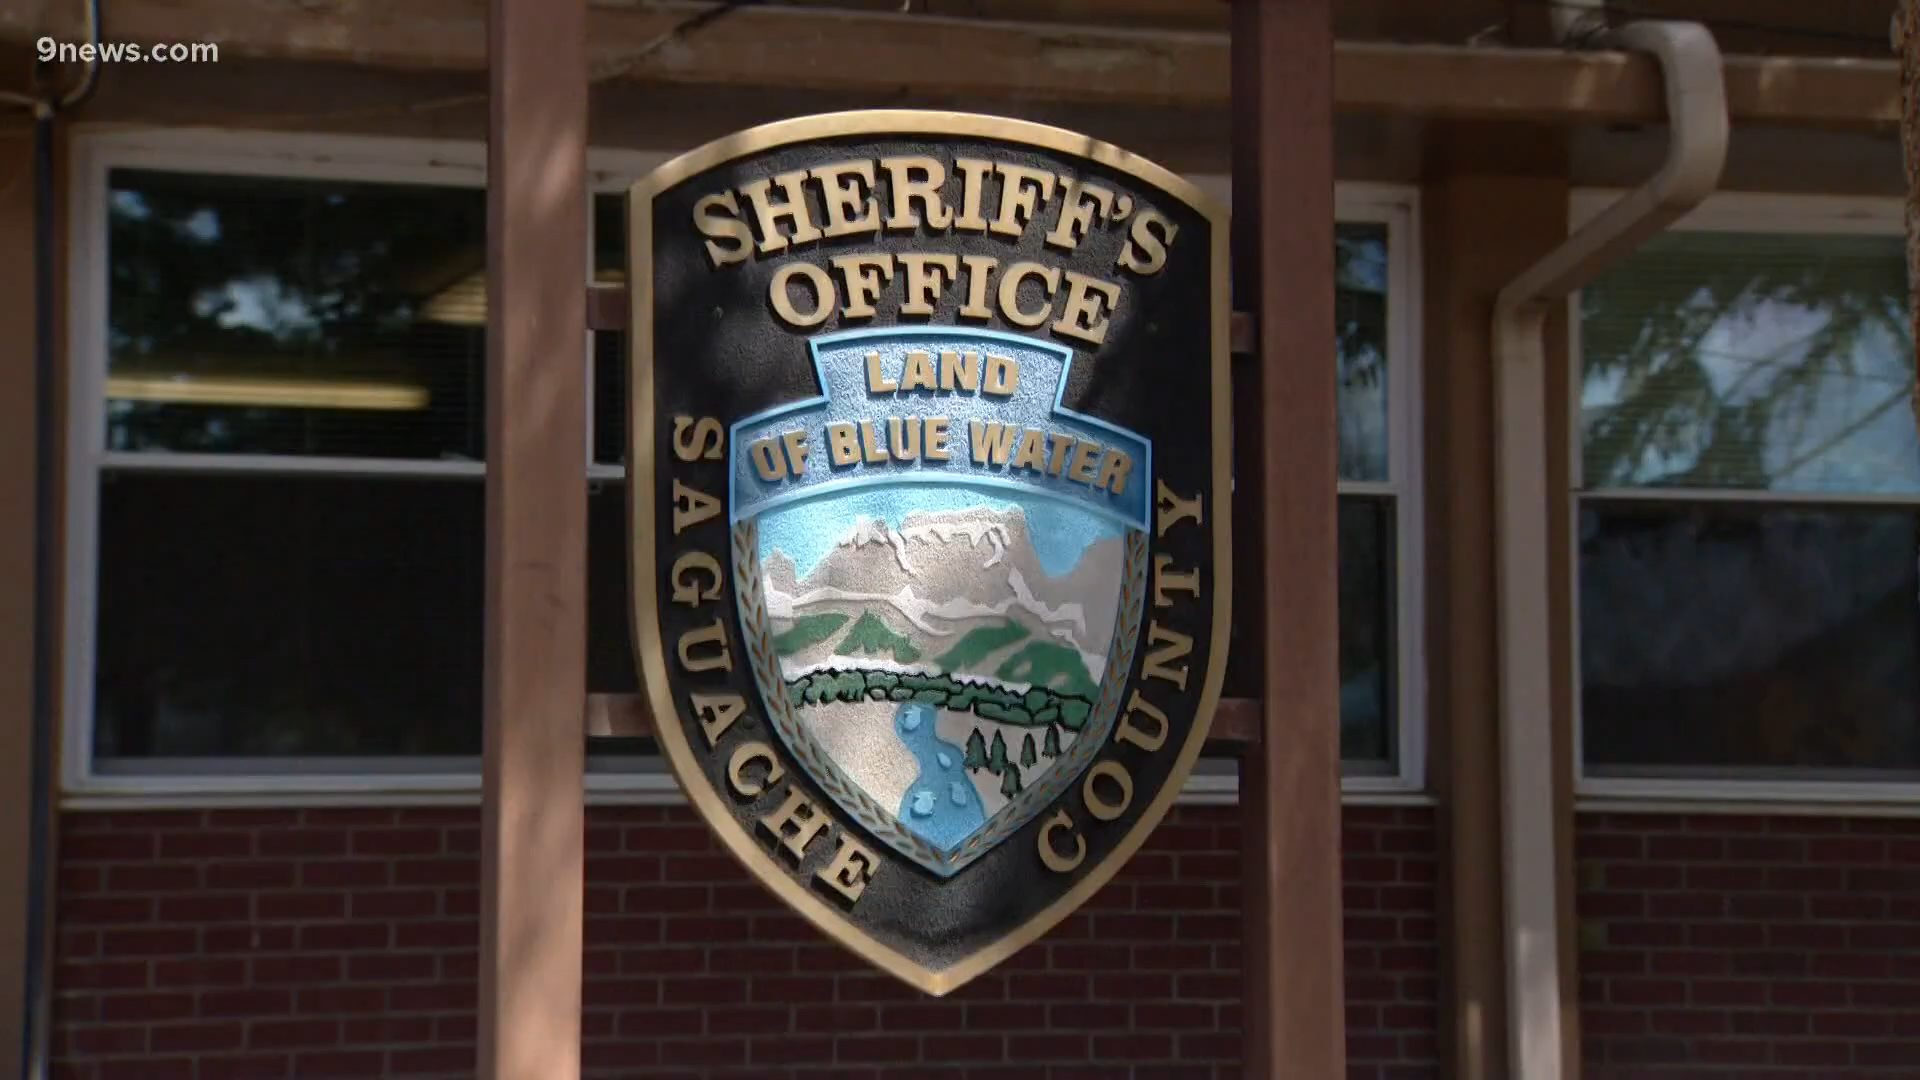 9news.com
SHERIFF'S
OFFICE
LAND
OF BLUE WATER
SAGUACHE
COUNTY